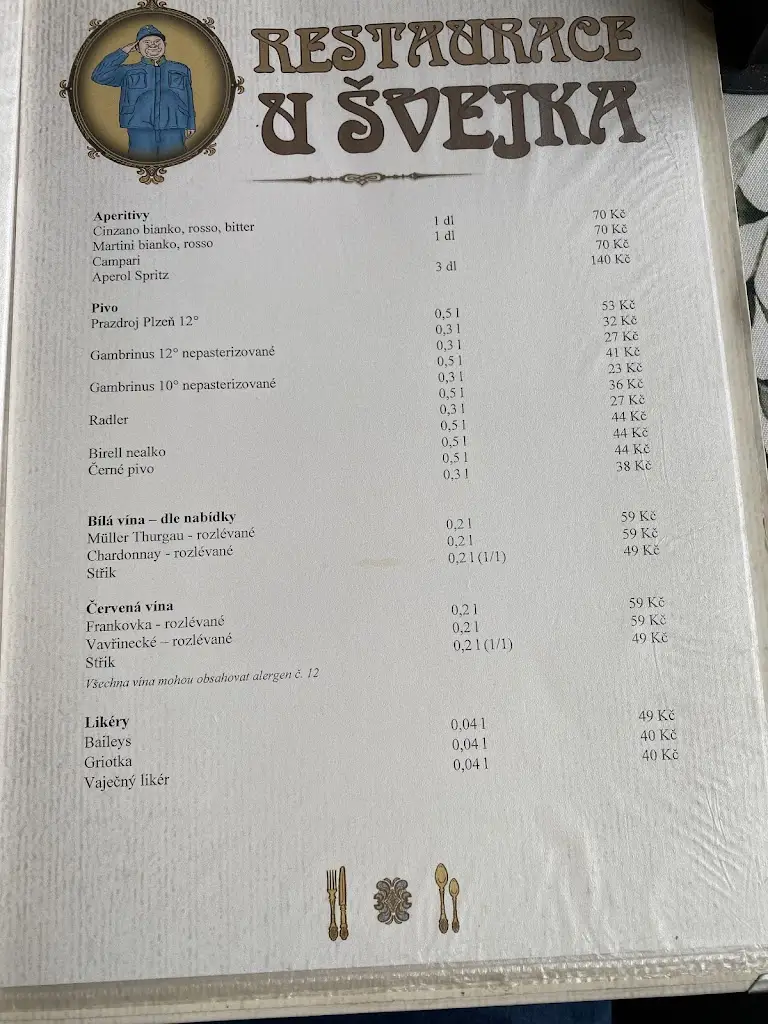 RESTAURACE
U ŠVEJKA
Aperitivy
Cinzano bianko, rosso, bitter 1 dl 70 Kč
Martini bianko, rosso 1 dl 70 Kč
Campari 70 Kč
Aperol Spritz 3 dl 140 Kč
Pivo
Prazdroj Plzeň 12° 0,5 l 53 Kč
0,3 l 32 Kč
Gambrinus 12° nepasterizované 0,3 l 27 Kč
0,5 l 41 Kč
Gambrinus 10° nepasterizované 0,3 l 23 Kč
0,5 l 36 Kč
Radler 0,3 l 27 Kč
0,5 l 44 Kč
Birell nealko 0,5 l 44 Kč
Černé pivo 0,5 l 44 Kč
0,3 l 38 Kč
Bílá vína – dle nabídky
Müller Thurgau - rozlévané 0,2 l 59 Kč
Chardonnay - rozlévané 0,2 l 59 Kč
Střik 0,2 l (1/1) 49 Kč
Červená vína
Frankovka - rozlévané 0,2 l 59 Kč
Vavřinecké – rozlévané 0,2 l 59 Kč
Střik 0,2 l (1/1) 49 Kč
Všechna vína mohou obsahovat alergen č. 12
Likéry
Baileys 0,04 l 49 Kč
Griotka 0,04 l 40 Kč
Vaječný likér 0,04 l 40 Kč